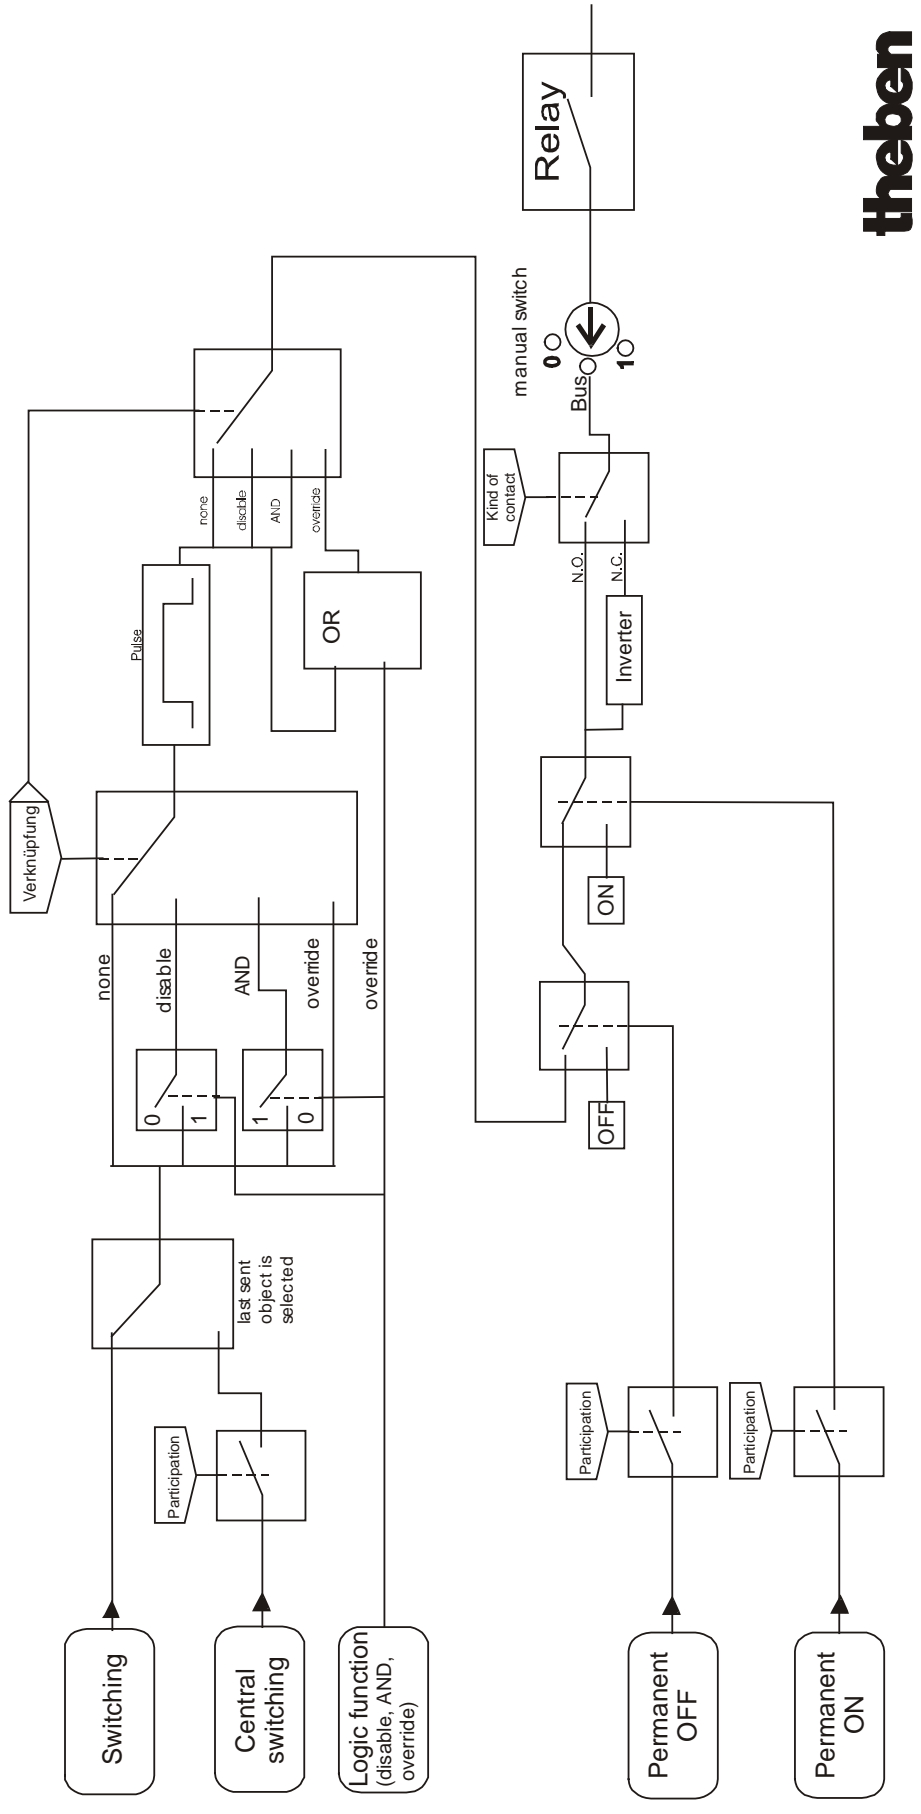 Switching
Central
switching
Logic function
(disable, AND,
override)
Participation
last sent
object is
selected
none
disable
AND
override
override
0
1
1
0
Verknüpfung
Pulse
OR
none
disable
AND
override
Permanent
OFF
Permanent
ON
Participation
Participation
OFF
ON
Inverter
N.O.
N.C.
Kind of
contact
manual switch
Bus
0
1
Relay
theben